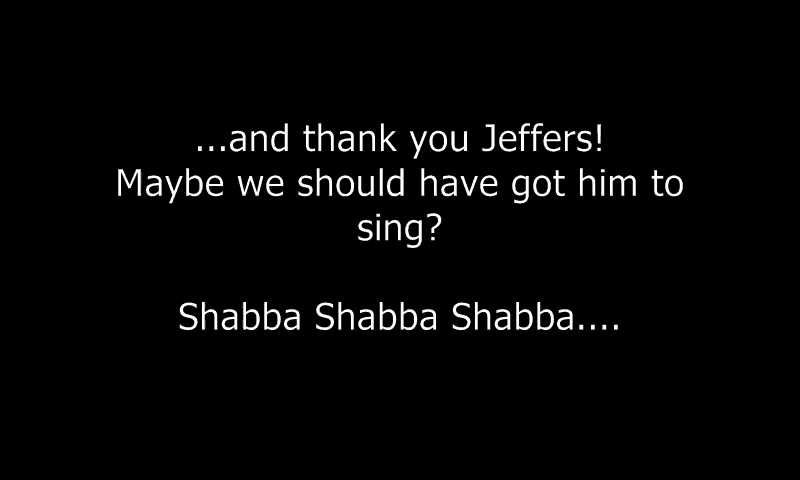 ...and thank you Jeffers!
Maybe we should have got him to
sing?
Shabba Shabba Shabba....